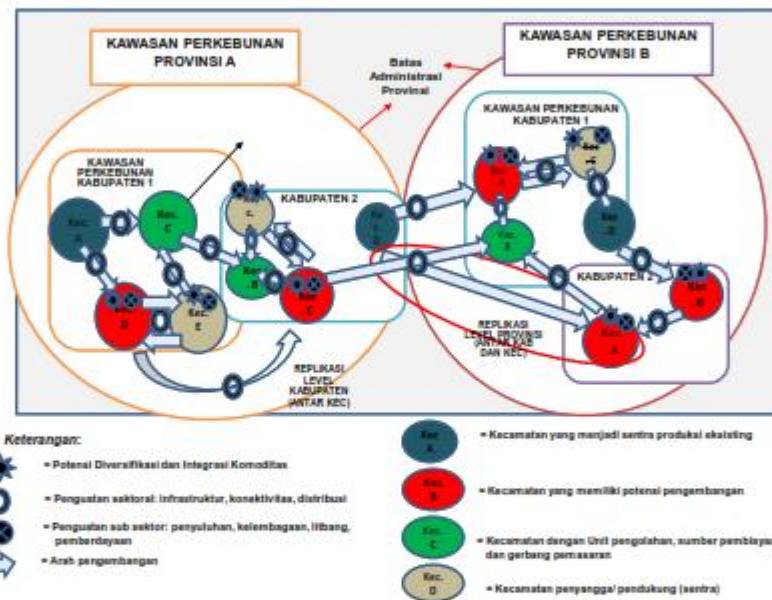 KAWASAN PERKEBUNAN
PROVINSI A
Batas
Administrasi
Provinsi
KAWASAN PERKEBUNAN
PROVINSI B
KAWASAN
PERKEBUNAN
KABUPATEN 1
KABUPATEN 2
KAWASAN PERKEBUNAN
KABUPATEN 1
KABUPATEN 2
Kec.
A
Kec.
C
Kec.
D
Kec.
E
Kec
. B
Kec
. C
Kec.
B
Kec
. D
Kec
. B
A
REPLIKASI
LEVEL
KABUPATEN
(ANTAR KEC)
REPLIKASI
LEVEL PROVINSI
(ANTAR KAB
DAN KEC)
Keterangan:
= Potensi Diversifikasi dan Integrasi Komoditas
= Penguatan sektoral: infrastruktur, konektivitas, distribusi
= Penguatan sub sektor: penyuluhan, kelembagaan, litbang,
pemberdayaan
= Arah pengembangan
Kec
A
= Kecamatan yang menjadi sentra produksi eksisting
Kec.
B
= Kecamatan yang memiliki potensi pengembangan
Kec.
C
= Kecamatan dengan Unit pengolahan, sumber pembiaya
dan gerbang pemasaran
Kec.
D
= Kecamatan penyangga/ pendukung (sentra)